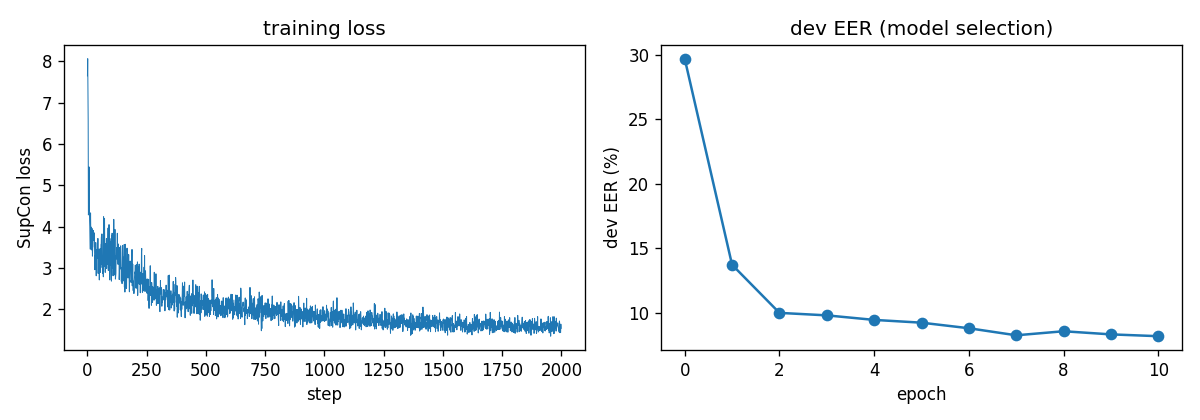 training loss
SupCon loss
8
7
6
5
4
3
2
0 250 500 750 1000 1250 1500 1750 2000
step
dev EER (model selection)
dev EER (%)
30
25
20
15
10
0 2 4 6 8 10
epoch